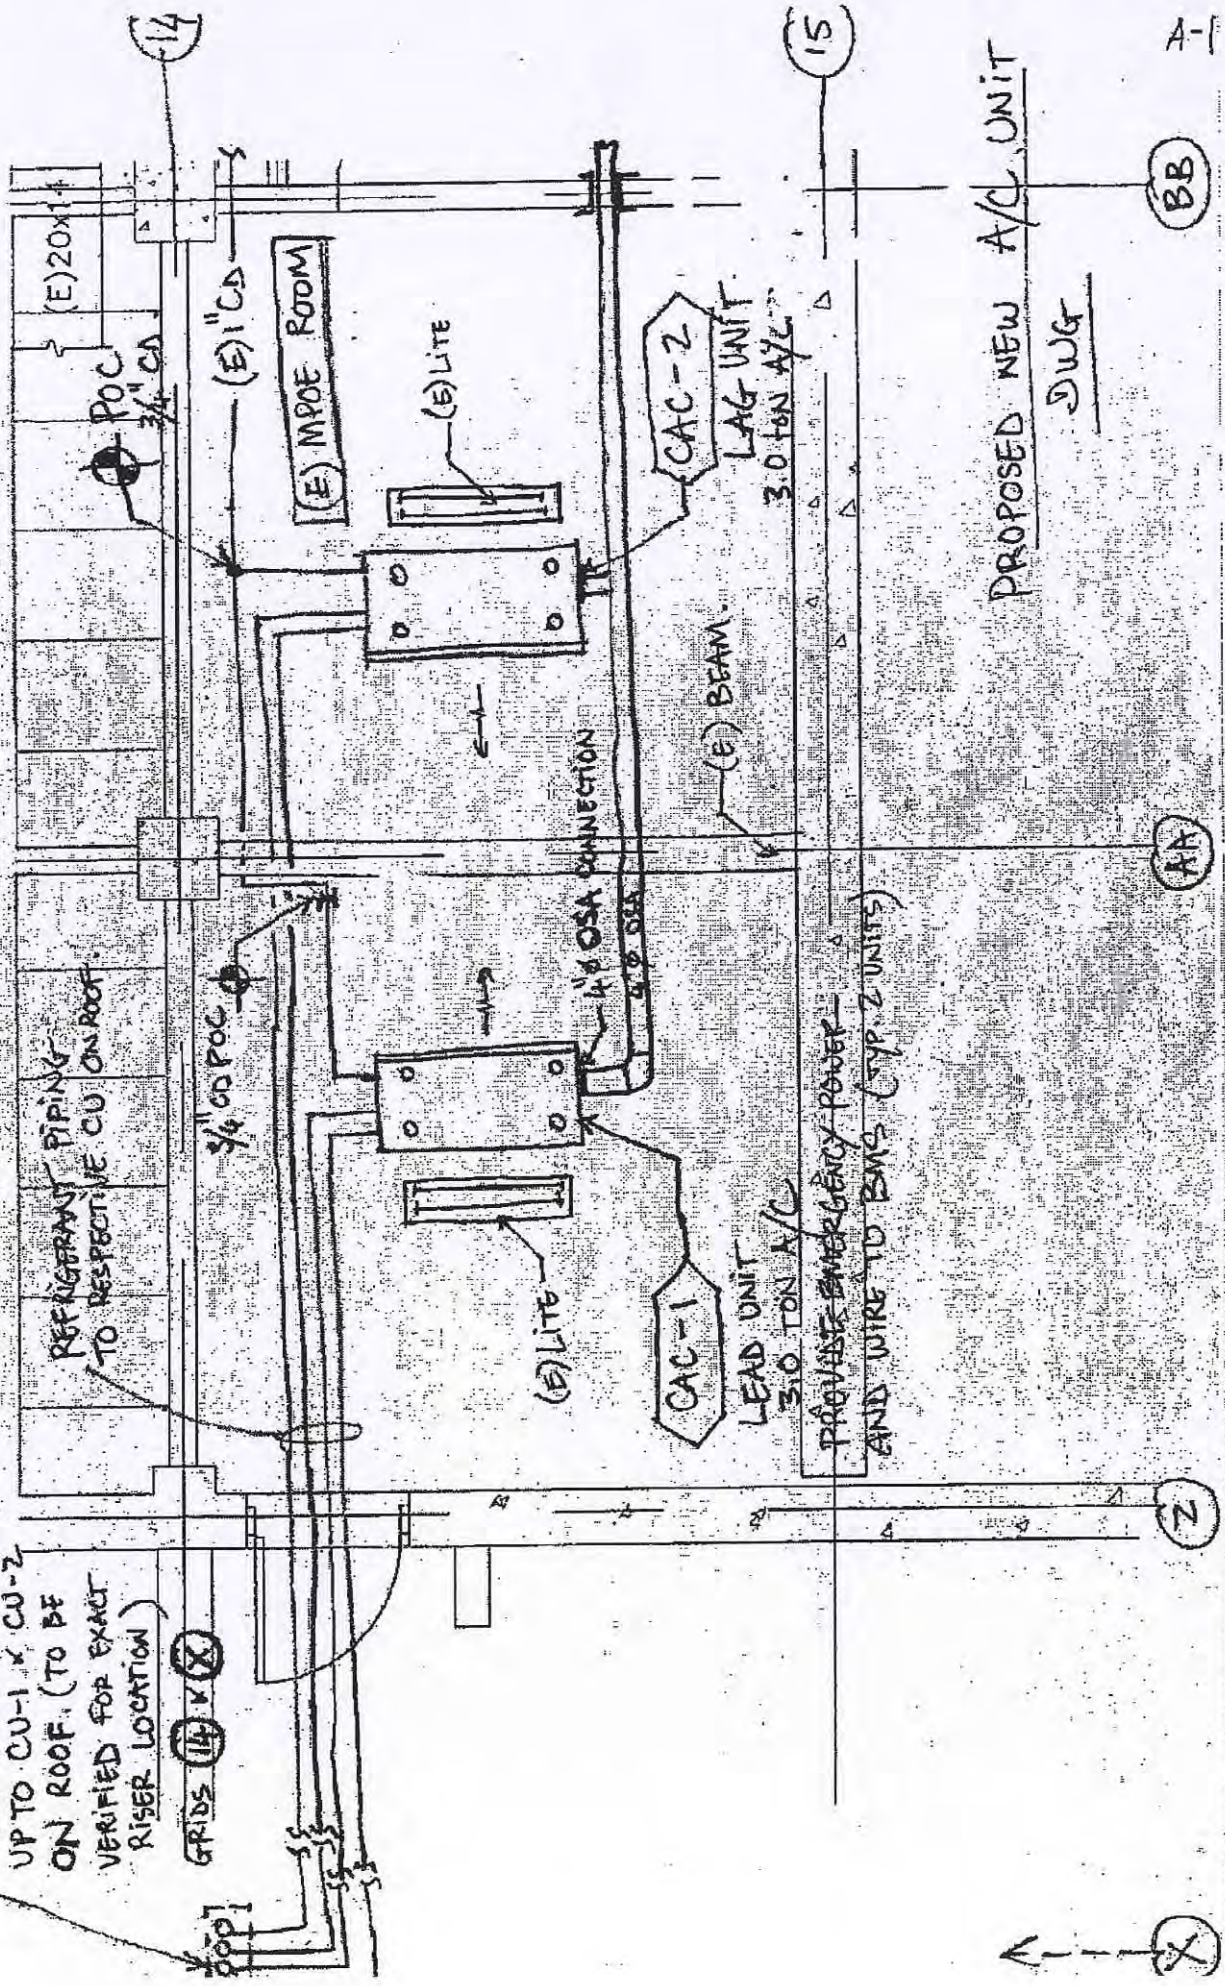 UP TO CU-1 & CU-2
ON ROOF. (TO BE
VERIFIED FOR EXACT
RISER LOCATION)
GRIDS 14 & X
REFRIGERANT PIPING
TO RESPECTIVE CU ON ROOF.
3/4" CD POC
POC
3/4" CD
(E)20x14
(E)1"CD
14
(E) MPOE ROOM
(E) LITE
(E) LITE
4"Ø OSA CONNECTION
4"Ø OSA
CAC-1
LEAD UNIT
3.0 TON A/C
CAC-2
LAG UNIT
3.0 TON A/C
(E) BEAM.
PROVIDE EMERGENCY POWER
AND WIRE TO BMS (TYP. 2 UNITS)
15
PROPOSED NEW A/C UNIT
DWG
X
Z
AA
BB
A-1